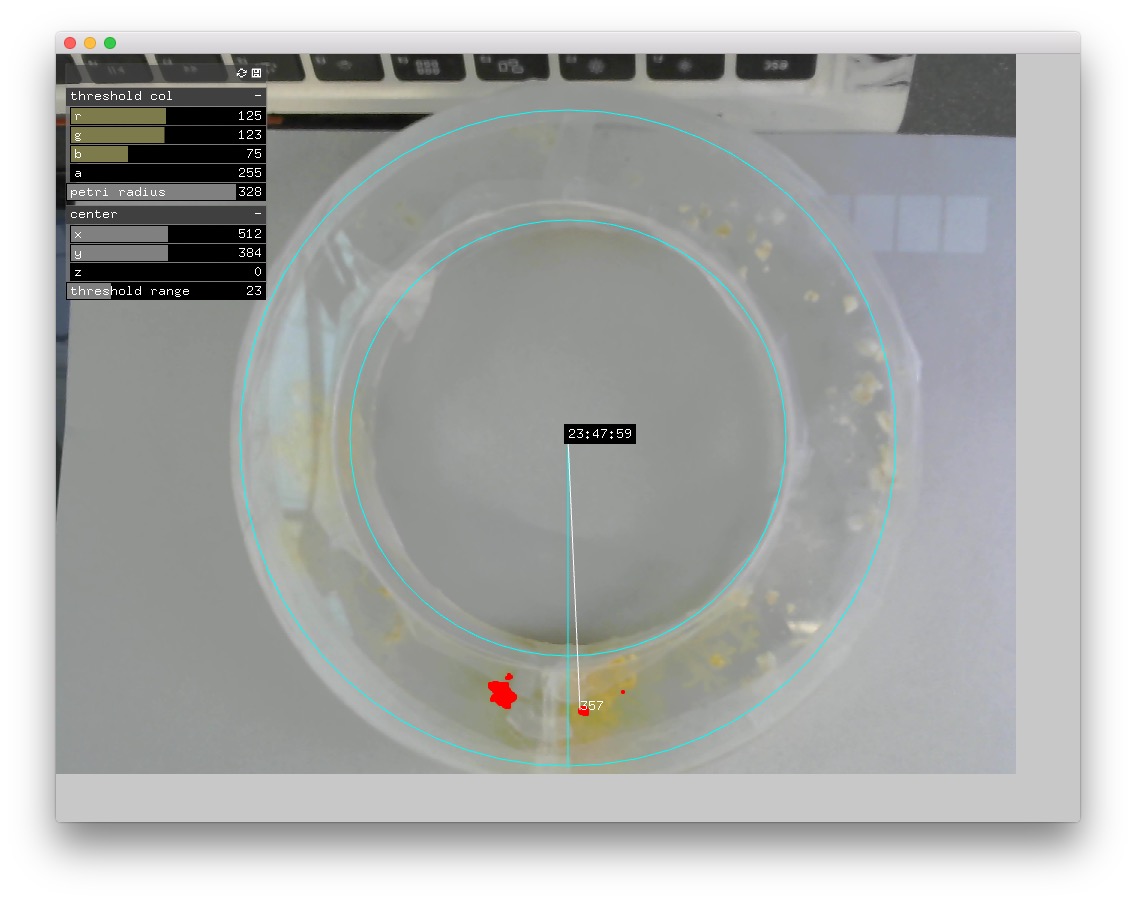 threshold col -
r 125
g 123
b 75
a 255
petri radius 328
center -
x 512
y 384
z 0
threshold range 23
23:47:59
357